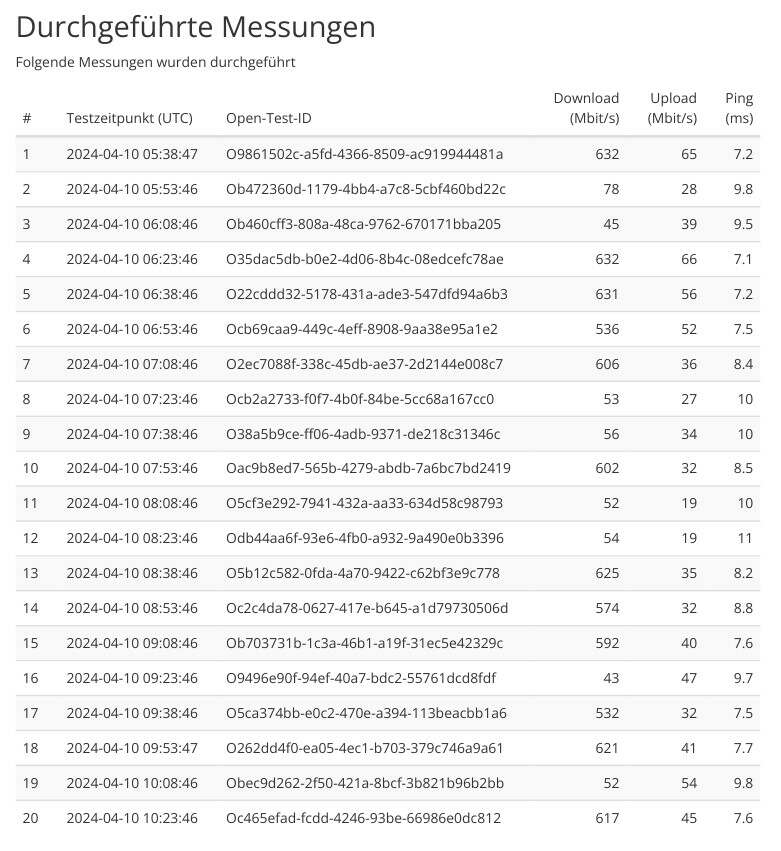 Durchgeführte Messungen
Folgende Messungen wurden durchgeführt
# Testzeitpunkt (UTC) Open-Test-ID Download (Mbit/s) Upload (Mbit/s) Ping (ms)
1 2024-04-10 05:38:47 O9861502c-a5fd-4366-8509-ac919944481a 632 65 7.2
2 2024-04-10 05:53:46 Ob472360d-1179-4bb4-a7c8-5cbf460bd22c 78 28 9.8
3 2024-04-10 06:08:46 Ob460cff3-808a-48ca-9762-670171bba205 45 39 9.5
4 2024-04-10 06:23:46 O35dac5db-b0e2-4d06-8b4c-08edcefc78ae 632 66 7.1
5 2024-04-10 06:38:46 O22cddd32-5178-431a-ade3-547dfd94a6b3 631 56 7.2
6 2024-04-10 06:53:46 Ocb69caa9-449c-4eff-8908-9aa38e95a1e2 536 52 7.5
7 2024-04-10 07:08:46 O2ec7088f-338c-45db-ae37-2d2144e008c7 606 36 8.4
8 2024-04-10 07:23:46 Ocb2a2733-f0f7-4b0f-84be-5cc68a167cc0 53 27 10
9 2024-04-10 07:38:46 O38a5b9ce-ff06-4adb-9371-de218c31346c 56 34 10
10 2024-04-10 07:53:46 Oac9b8ed7-565b-4279-abdb-7a6bc7bd2419 602 32 8.5
11 2024-04-10 08:08:46 O5cf3e292-7941-432a-aa33-634d58c98793 52 19 10
12 2024-04-10 08:23:46 Odb44aa6f-93e6-4fb0-a932-9a490e0b3396 54 19 11
13 2024-04-10 08:38:46 O5b12c582-0fda-4a70-9422-c62bf3e9c778 625 35 8.2
14 2024-04-10 08:53:46 Oc2c4da78-0627-417e-b645-a1d79730506d 574 32 8.8
15 2024-04-10 09:08:46 Ob703731b-1c3a-46b1-a19f-31ec5e42329c 592 40 7.6
16 2024-04-10 09:23:46 O9496e90f-94ef-40a7-bdc2-55761dcd8fdf 43 47 9.7
17 2024-04-10 09:38:46 O5ca374bb-e0c2-470e-a394-113beacbb1a6 532 32 7.5
18 2024-04-10 09:53:47 O262dd4f0-ea05-4ec1-b703-379c746a9a61 621 41 7.7
19 2024-04-10 10:08:46 Obec9d262-2f50-421a-8bcf-3b821b96b2bb 52 54 9.8
20 2024-04-10 10:23:46 Oc465efad-fcdd-4246-93be-66986e0dc812 617 45 7.6